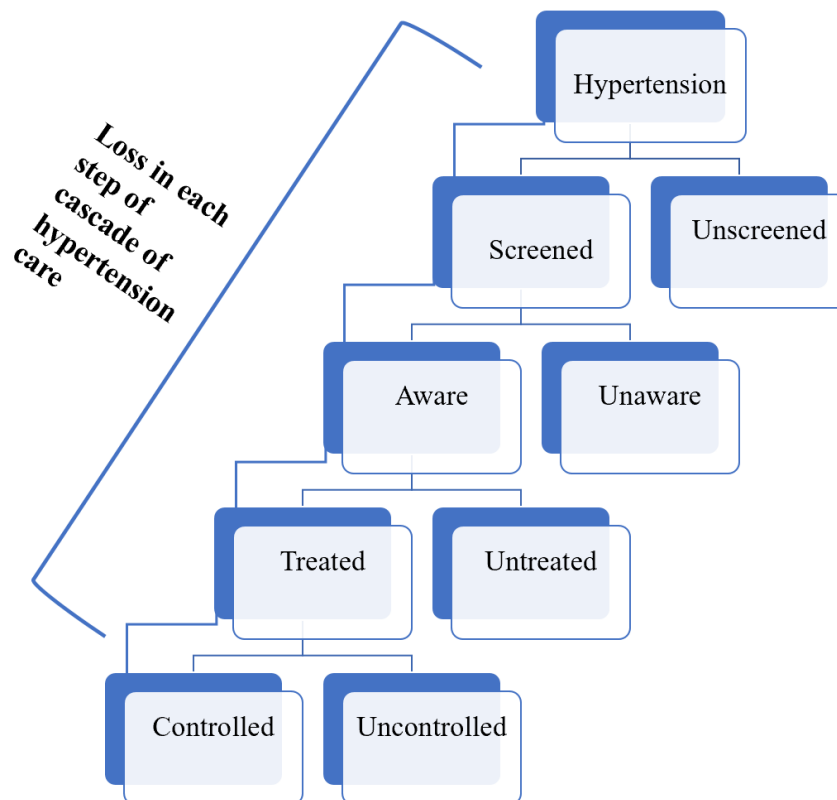 Hypertension
Loss in each
step of
cascade of
hypertension
care
Screened
Unscreened
Aware
Unaware
Treated
Untreated
Controlled
Uncontrolled